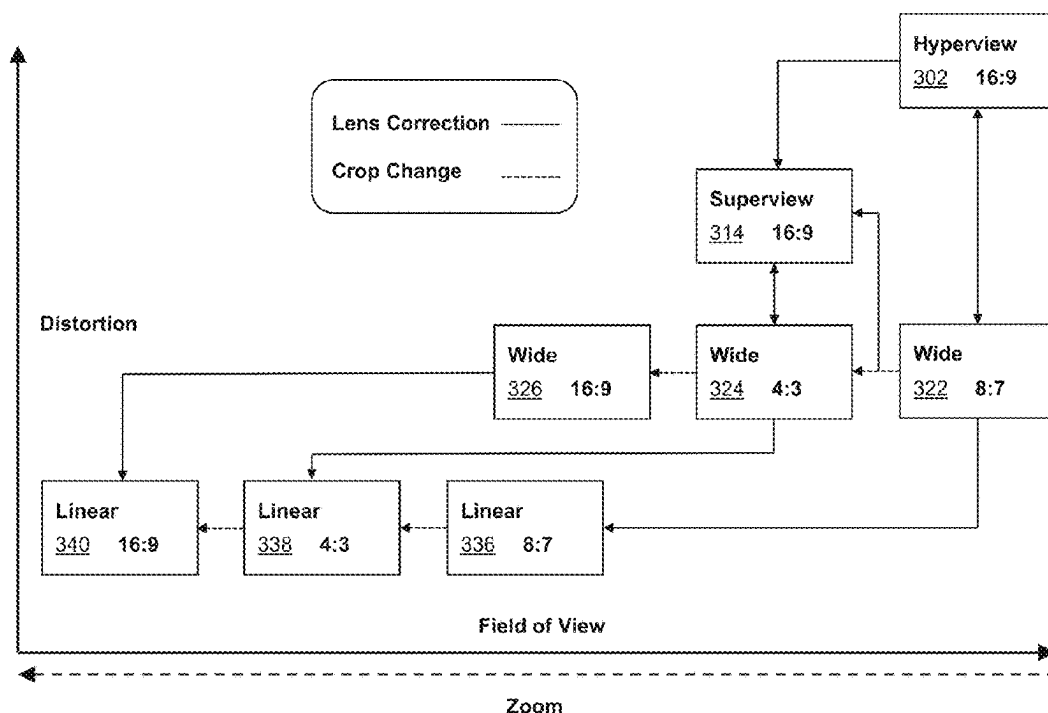 Hyperview
302 16:9
Lens Correction
Crop Change
Superview
314 16:9
Distortion
Wide
326 16:9
Wide
324 4:3
Wide
322 8:7
Linear
340 16:9
Linear
338 4:3
Linear
336 8:7
Field of View
Zoom